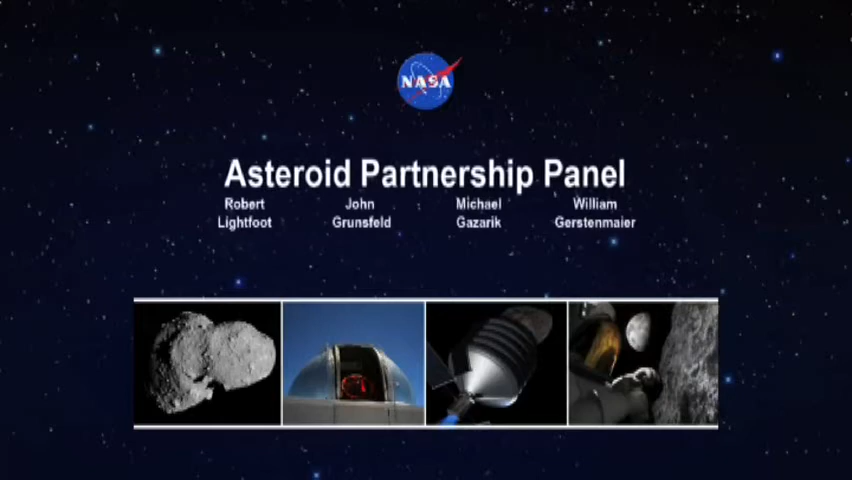 NASA
Asteroid Partnership Panel
Robert John Michael William
Lightfoot Grunsfeld Gazarik Gerstenmaier